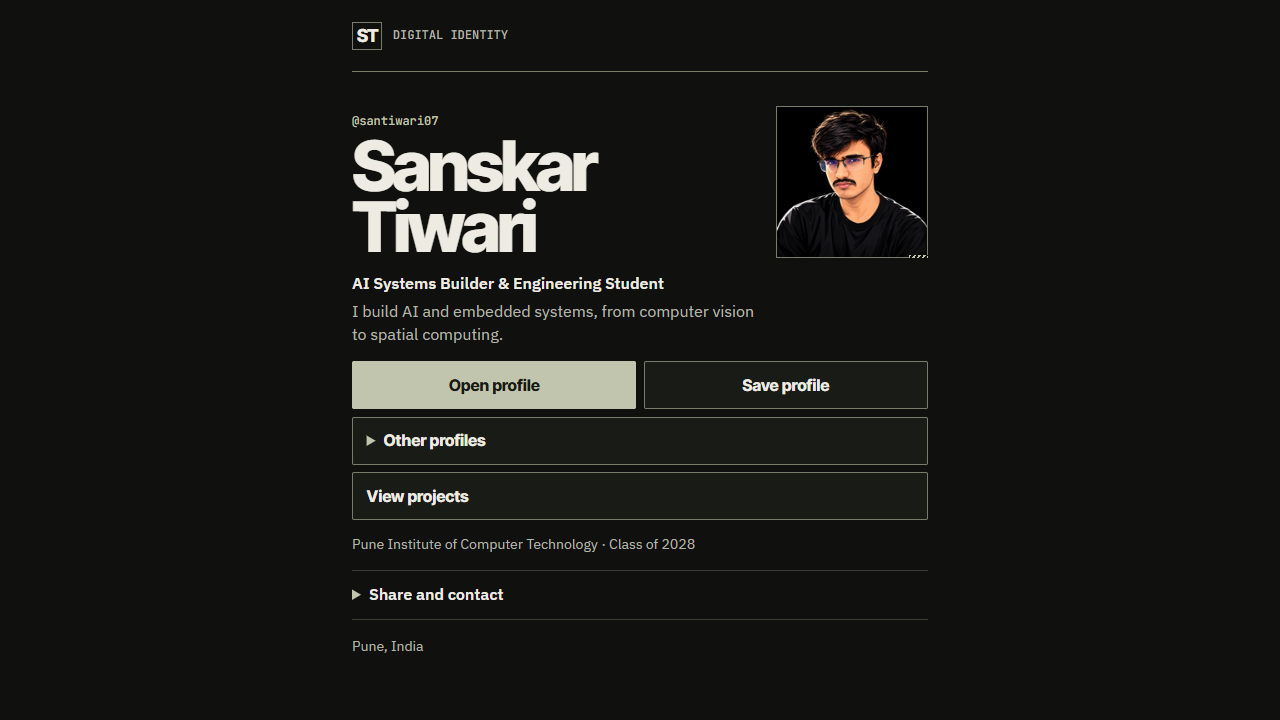 ST DIGITAL IDENTITY
@santiwari07
Sanskar
Tiwari
AI Systems Builder & Engineering Student
I build AI and embedded systems, from computer vision
to spatial computing.
Open profile
Save profile
Other profiles
View projects
Pune Institute of Computer Technology · Class of 2028
Share and contact
Pune, India